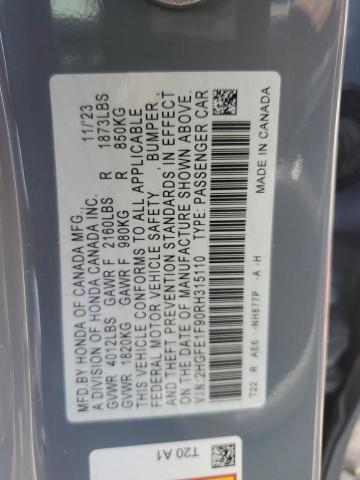 MFD.BY HONDA OF CANADA MFG., 11/'23
A DIVISION OF HONDA CANADA INC.
GVWR 4012LBS GAWR F 2160LBS R 1873LBS
GVWR 1820KG GAWR F 980KG R 850KG
THIS VEHICLE CONFORMS TO ALL APPLICABLE
FEDERAL MOTOR VEHICLE SAFETY , BUMPER ,
AND THEFT PREVENTION STANDARDS IN EFFECT
ON THE DATE OF MANUFACTURE SHOWN ABOVE.
V.I.N.:2HGFE1F90RH315110 TYPE: PASSENGER CAR
T22 R AE6 -NH877P -A -H MADE IN CANADA
T20 A1